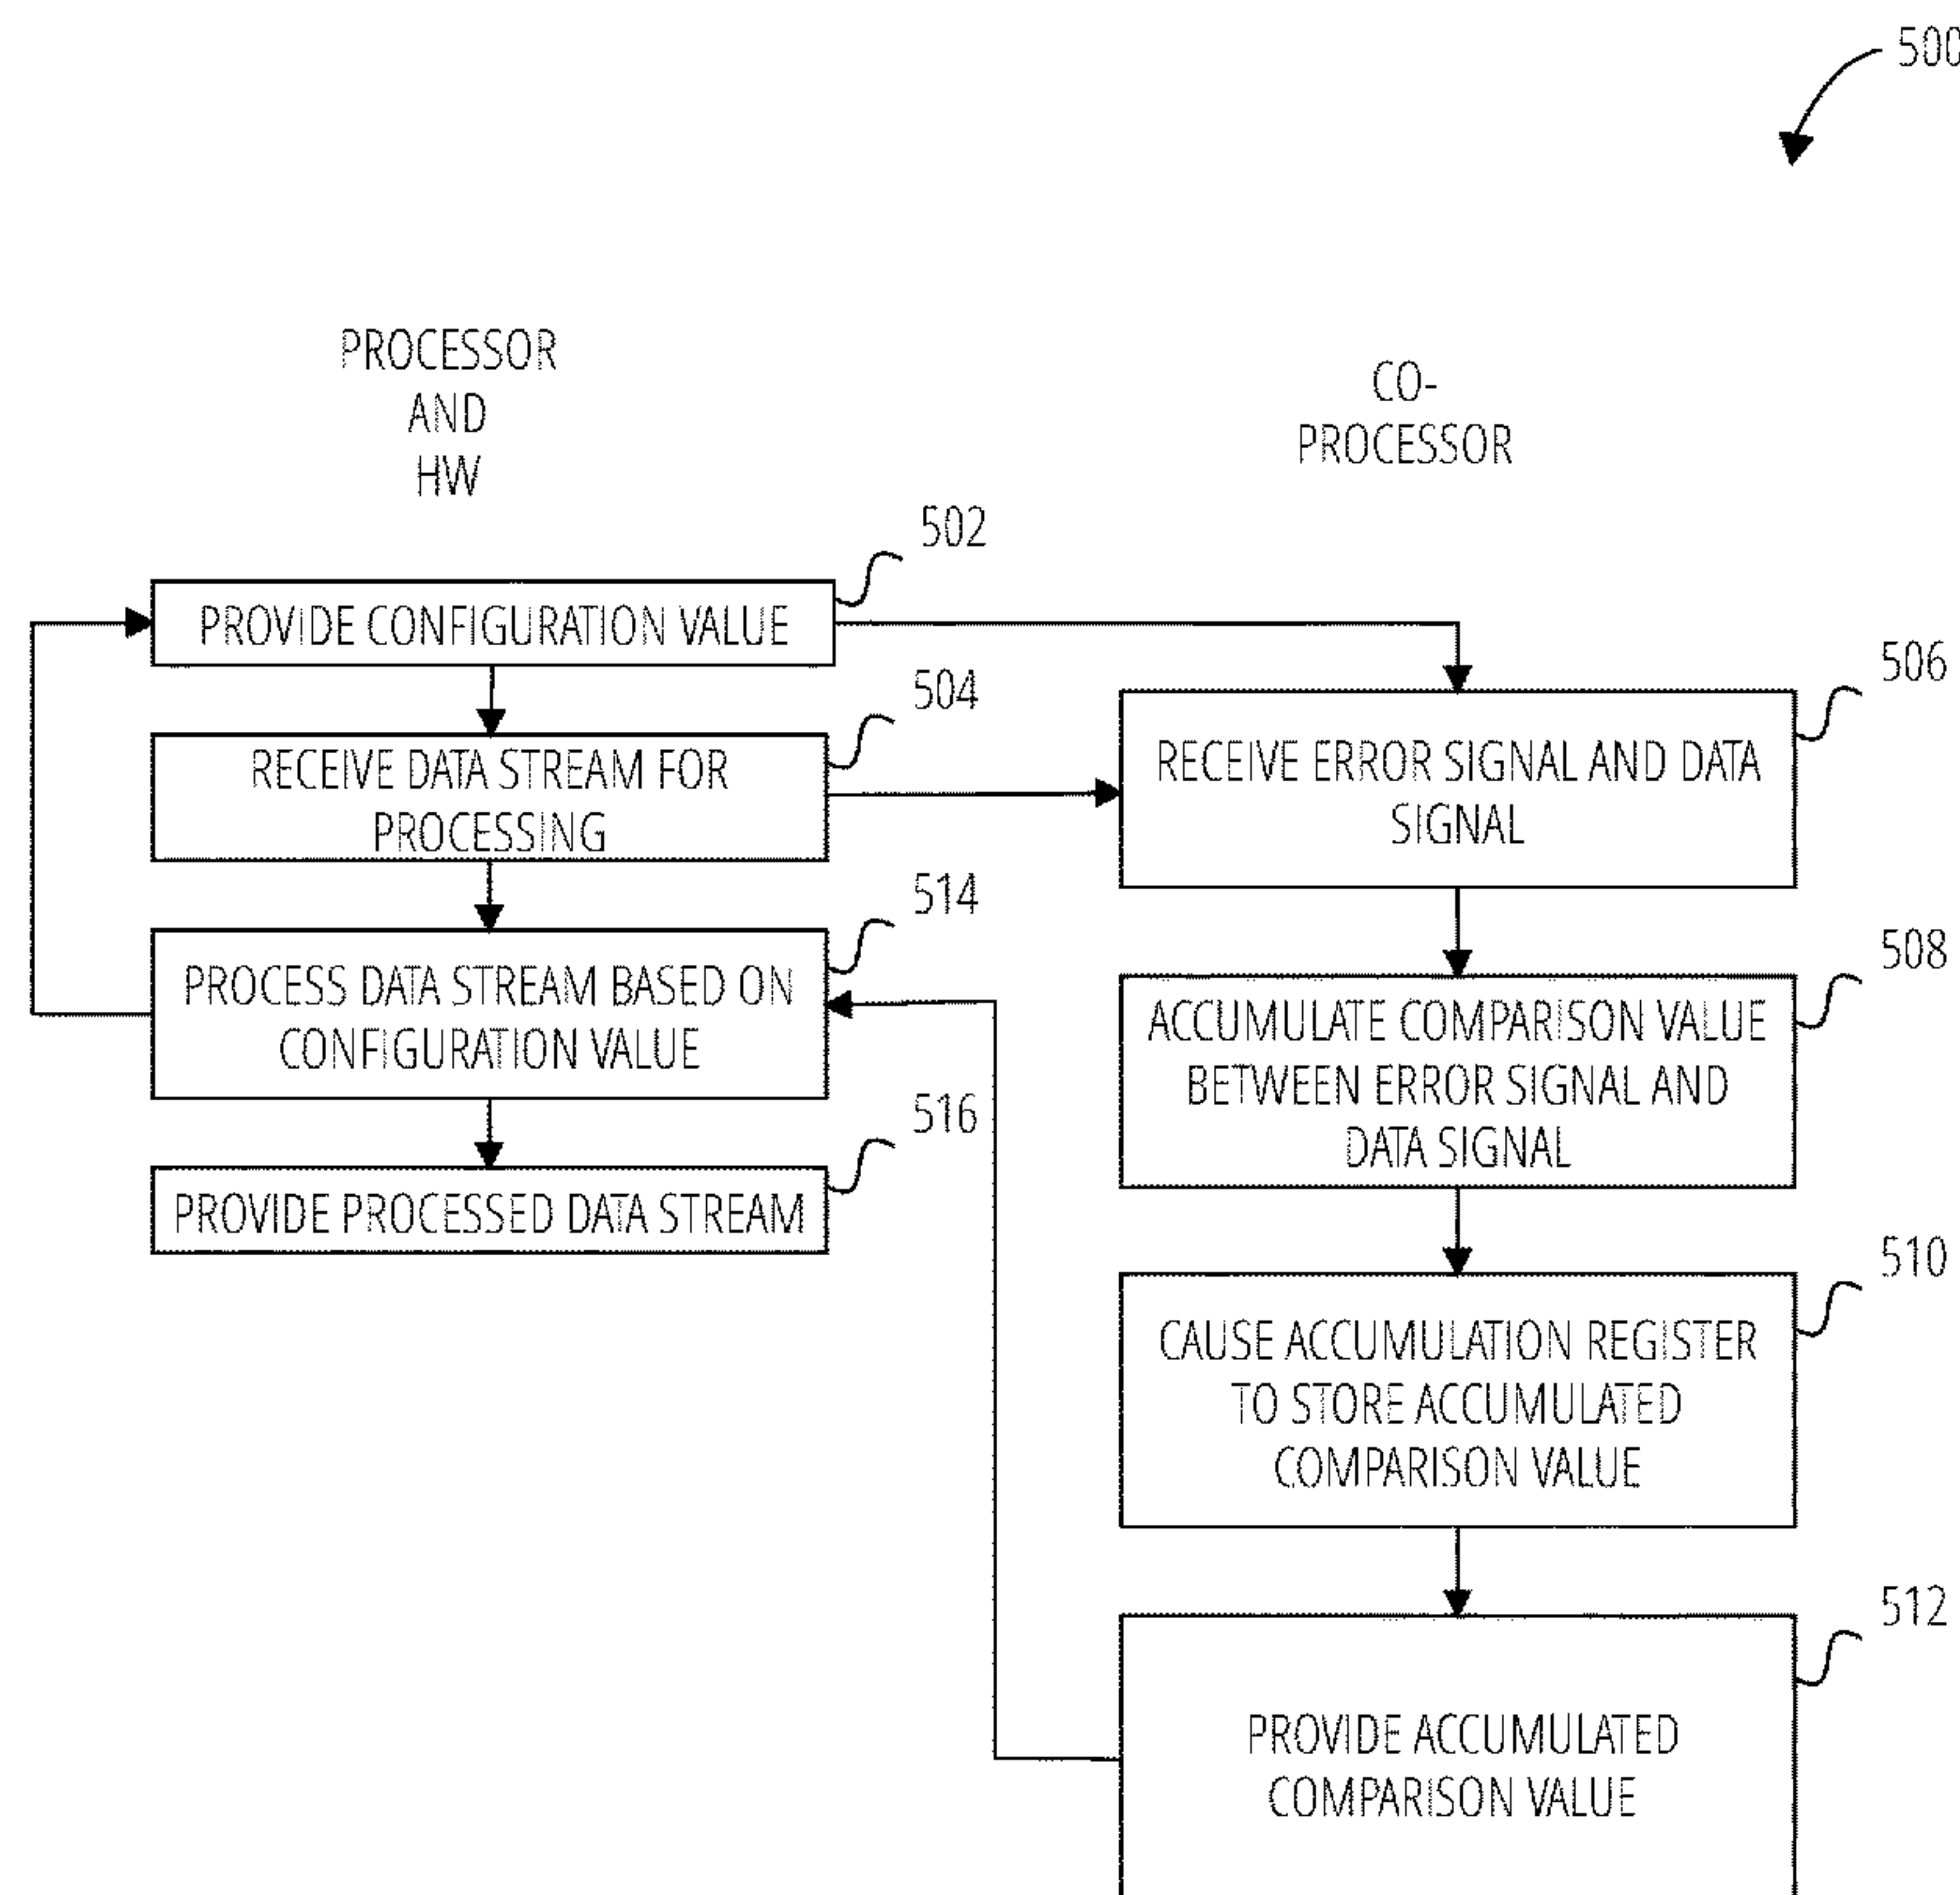 500
PROCESSOR
AND
HW
CO-
PROCESSOR
502
PROVIDE CONFIGURATION VALUE
504
RECEIVE DATA STREAM FOR
PROCESSING
514
PROCESS DATA STREAM BASED ON
CONFIGURATION VALUE
516
PROVIDE PROCESSED DATA STREAM
506
RECEIVE ERROR SIGNAL AND DATA
SIGNAL
508
ACCUMULATE COMPARISON VALUE
BETWEEN ERROR SIGNAL AND
DATA SIGNAL
510
CAUSE ACCUMULATION REGISTER
TO STORE ACCUMULATED
COMPARISON VALUE
512
PROVIDE ACCUMULATED
COMPARISON VALUE